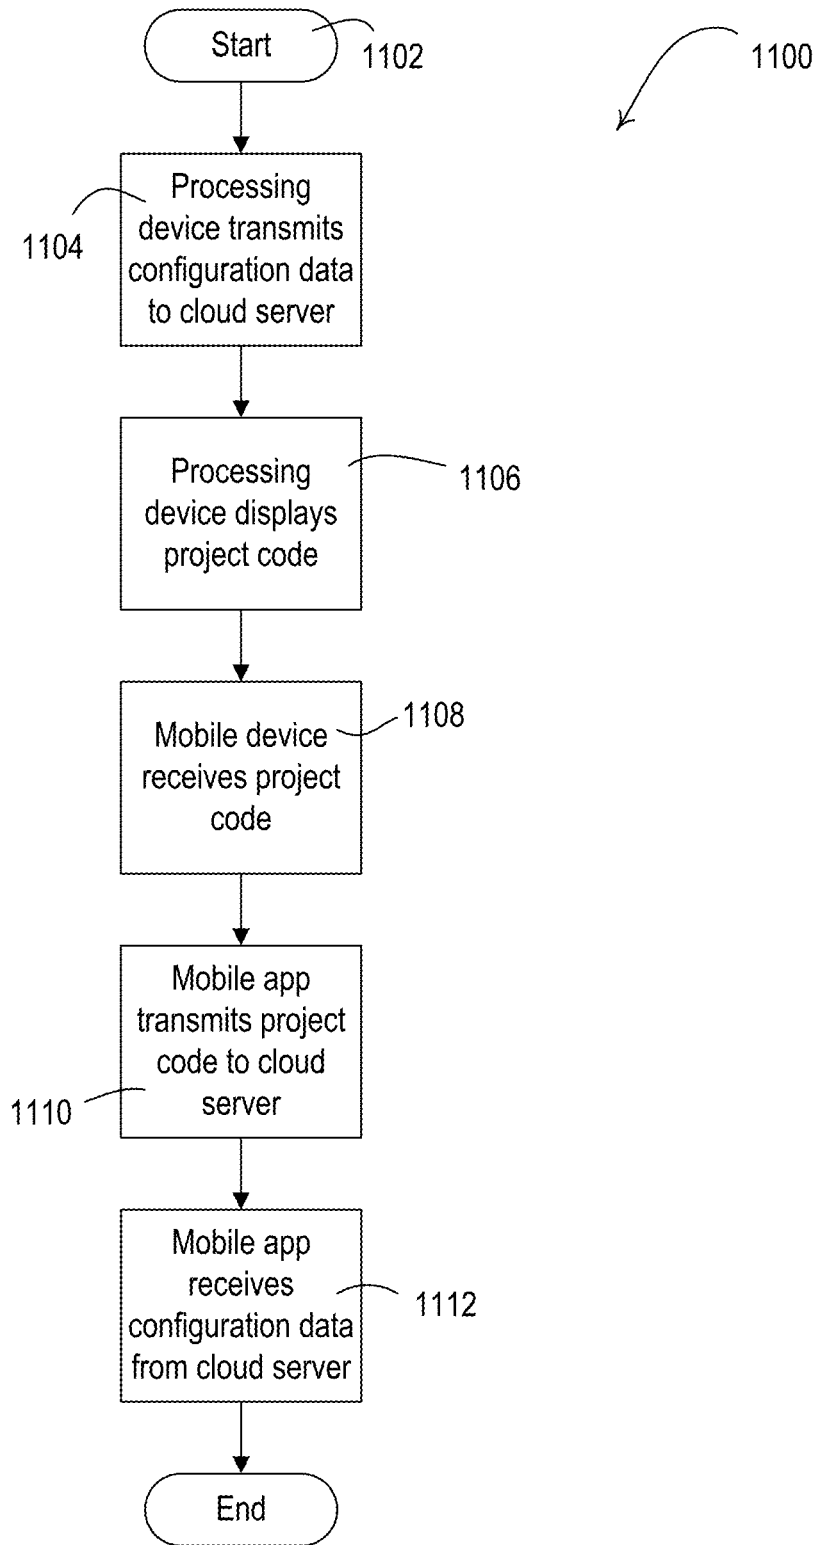 Start
1102
1100
Processing
device transmits
configuration data
to cloud server
1104
Processing
device displays
project code
1106
Mobile device
receives project
code
1108
Mobile app
transmits project
code to cloud
server
1110
Mobile app
receives
configuration data
from cloud server
1112
End